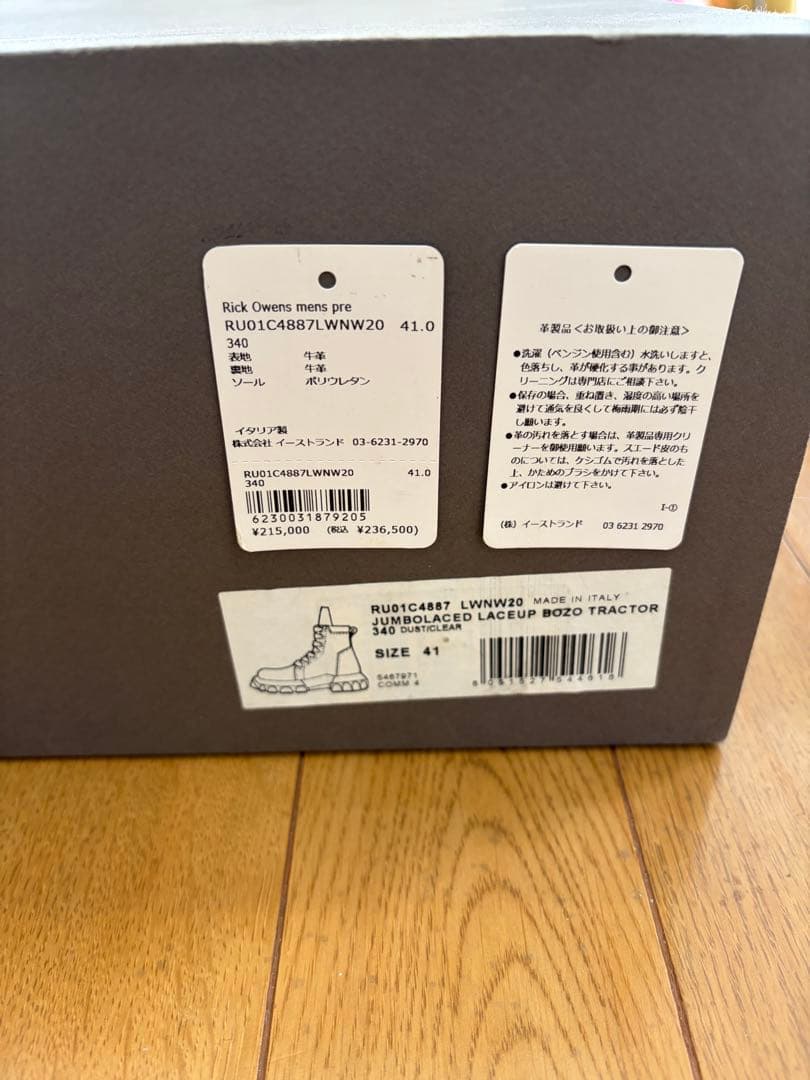 Rick Owens mens pre
RU01C4887LWNW20 41.0
340
表地 牛革
裏地 牛革
ソール ポリウレタン
イタリア製
株式会社 イーストランド 03-6231-2970
RU01C4887LWNW20 41.0
340
6230031879205
¥215,000 (税込 ¥236,500)
革製品<お取扱い上の御注意>
●洗濯(ベンジン使用含む)水洗いしますと、
色落ちし、革が硬化する事があります。ク
リーニングは専門店にご相談下さい。
●保存の場合、重ね置き、湿度の高い場所を
避けて通気を良くして梅雨期には必ず陰干
し願います。
●革の汚れを落とす場合は、革製品専用クリ
ーナーを御使用願います。スエード皮のも
のについては、ケシゴムで汚れを落とした
上、かためのブラシをかけて下さい。
●アイロンは避けて下さい。
I-①
(株) イーストランド 03 6231 2970
RU01C4887 LWNW20 MADE IN ITALY
JUMBOLACED LACEUP BOZO TRACTOR
340 DUST/CLEAR
SIZE 41
5467971
COMM 4